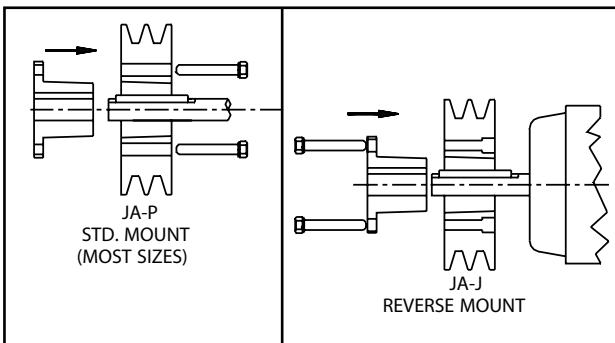 JA-P
STD. MOUNT
(MOST SIZES)
JA-J
REVERSE MOUNT